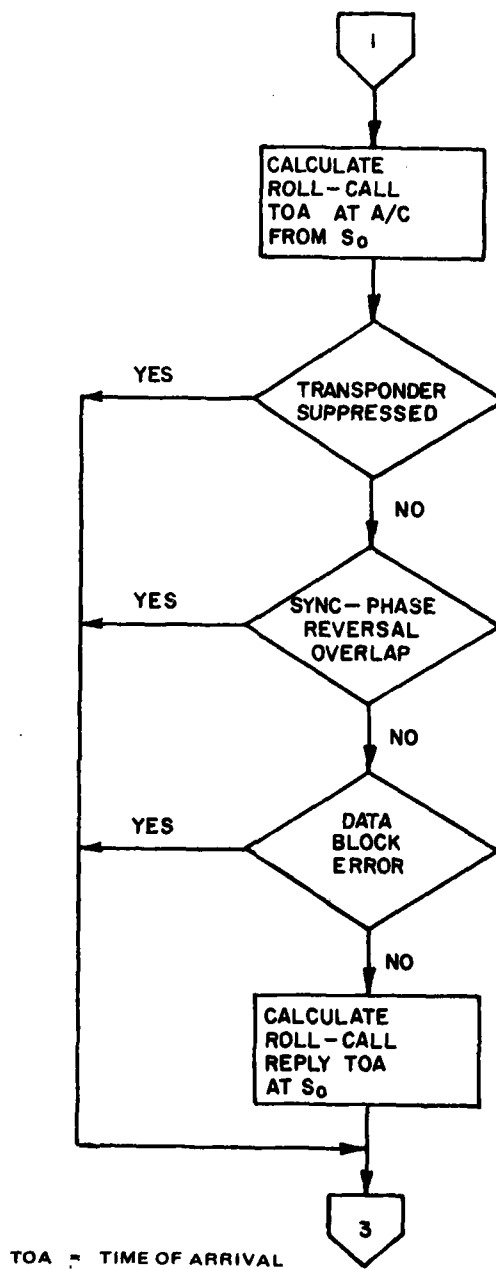 1
CALCULATE
ROLL-CALL
TOA AT A/C
FROM S₀
YES
TRANSPONDER
SUPPRESSED
NO
YES
SYNC-PHASE
REVERSAL
OVERLAP
NO
YES
DATA
BLOCK
ERROR
NO
CALCULATE
ROLL-CALL
REPLY TOA
AT S₀
3
TOA = TIME OF ARRIVAL